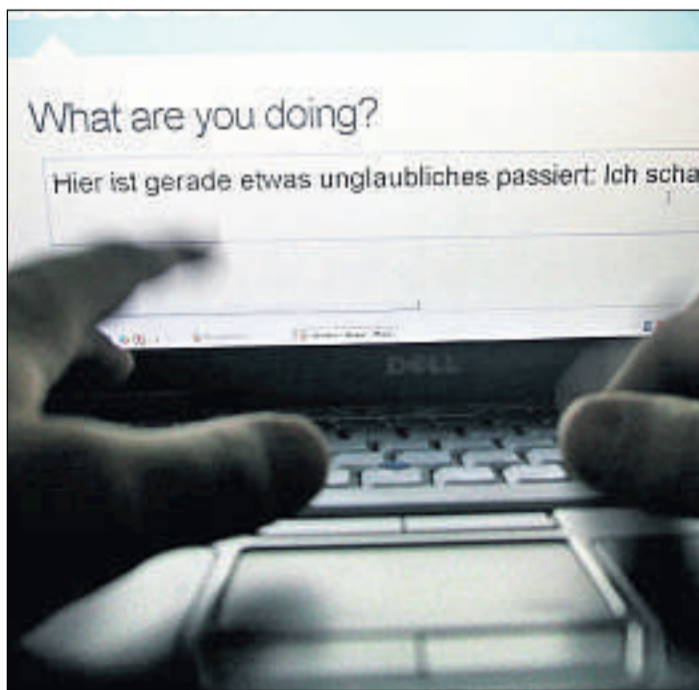 What are you doing?
Hier ist gerade etwas unglaubliches passiert: Ich scha
DELL